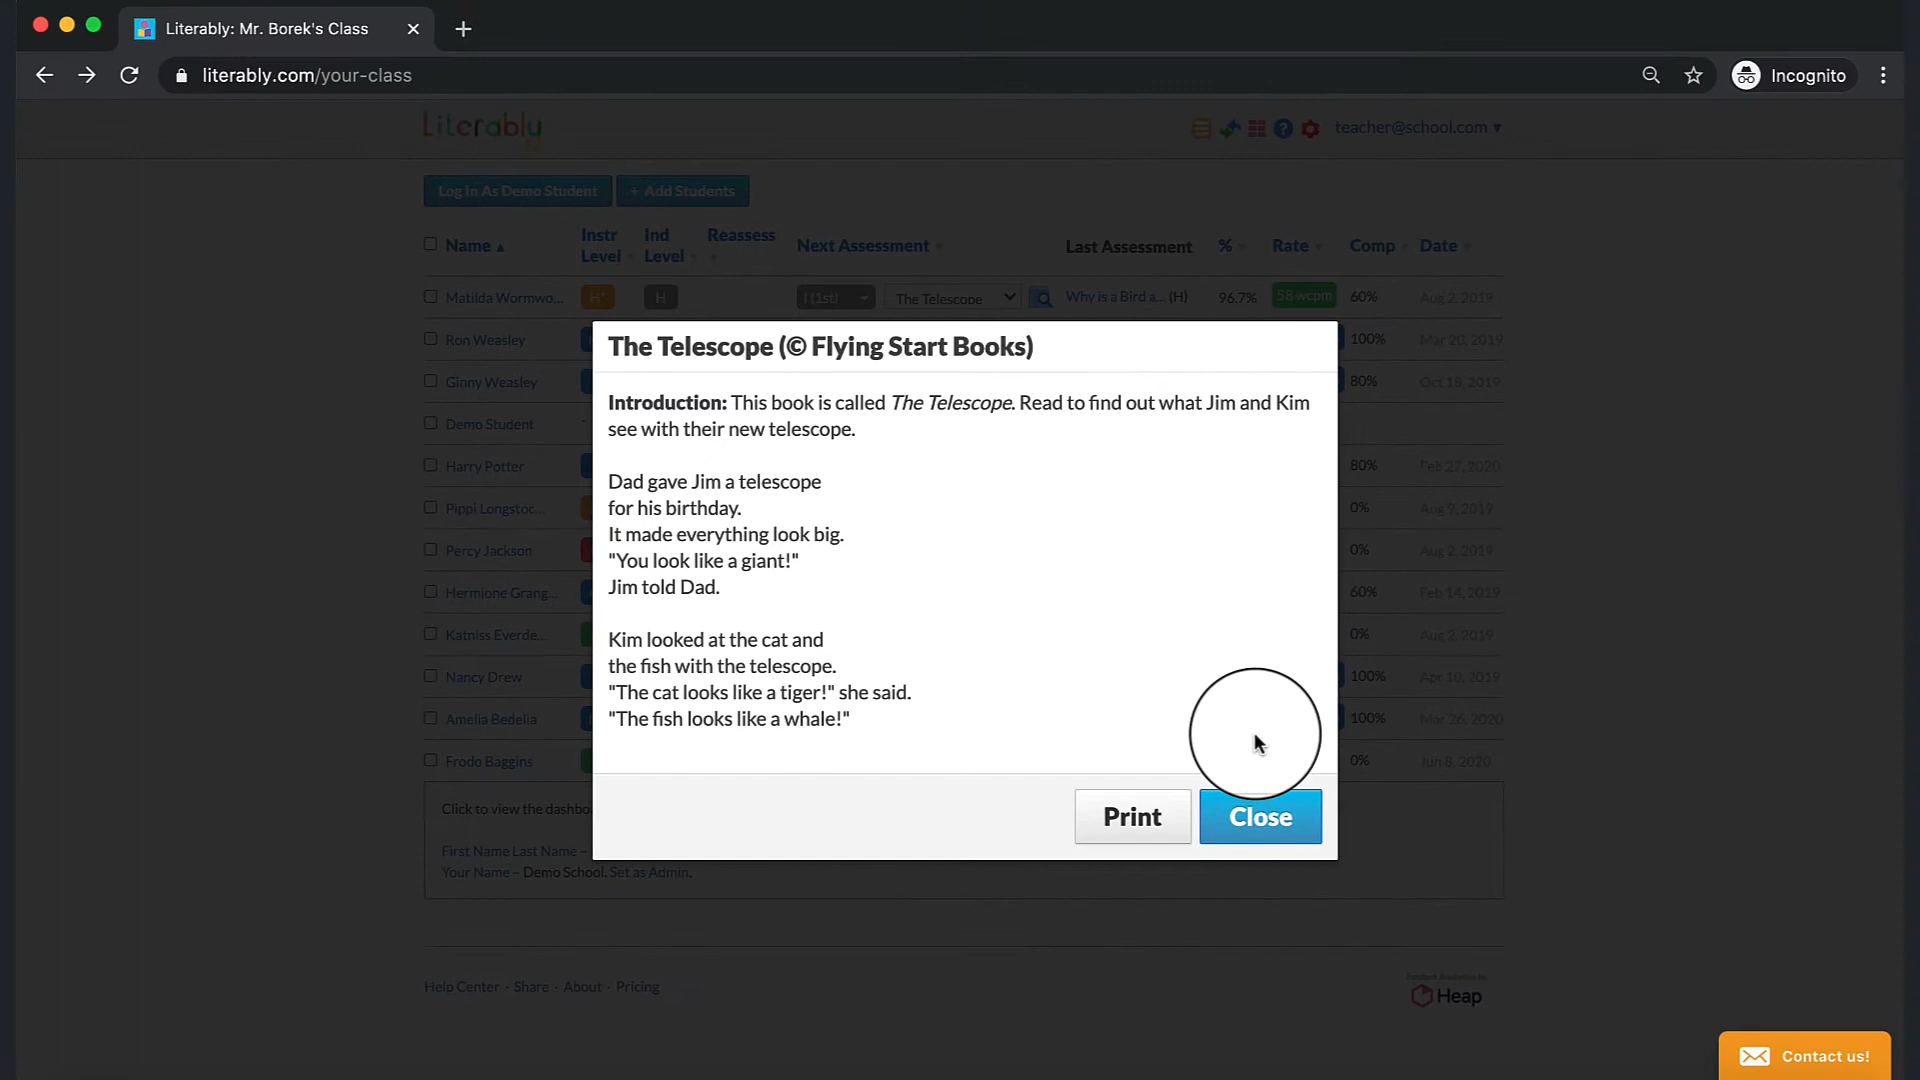 Literably: Mr. Borek's Class
literably.com/your-class
Incognito
Literably
teacher@school.com ▾
Log In As Demo Student
+ Add Students
Name ▲ Instr Level Ind Level Reassess Next Assessment Last Assessment % Rate Comp Date
Matilda Wormwo... H* H I (1st) The Telescope Why is a Bird a... (H) 96.7% 58 wcpm 60% Aug 2, 2019
Ron Weasley 100% Mar 20, 2019
Ginny Weasley 80% Oct 18, 2019
Demo Student
Harry Potter 80% Feb 27, 2020
Pippi Longstoc... 0% Aug 9, 2019
Percy Jackson 0% Aug 2, 2019
Hermione Grang... 60% Feb 14, 2019
Katniss Everde... 0% Aug 2, 2019
Nancy Drew 100% Apr 10, 2019
Amelia Bedelia 100% Mar 26, 2020
Frodo Baggins 0% Jun 8, 2020
The Telescope (© Flying Start Books)
Introduction: This book is called The Telescope. Read to find out what Jim and Kim
see with their new telescope.
Dad gave Jim a telescope
for his birthday.
It made everything look big.
"You look like a giant!"
Jim told Dad.
Kim looked at the cat and
the fish with the telescope.
"The cat looks like a tiger!" she said.
"The fish looks like a whale!"
Print
Close
Click to view the dashbo
First Name Last Name –
Your Name – Demo School. Set as Admin.
Help Center · Share · About · Pricing
Heap
Contact us!